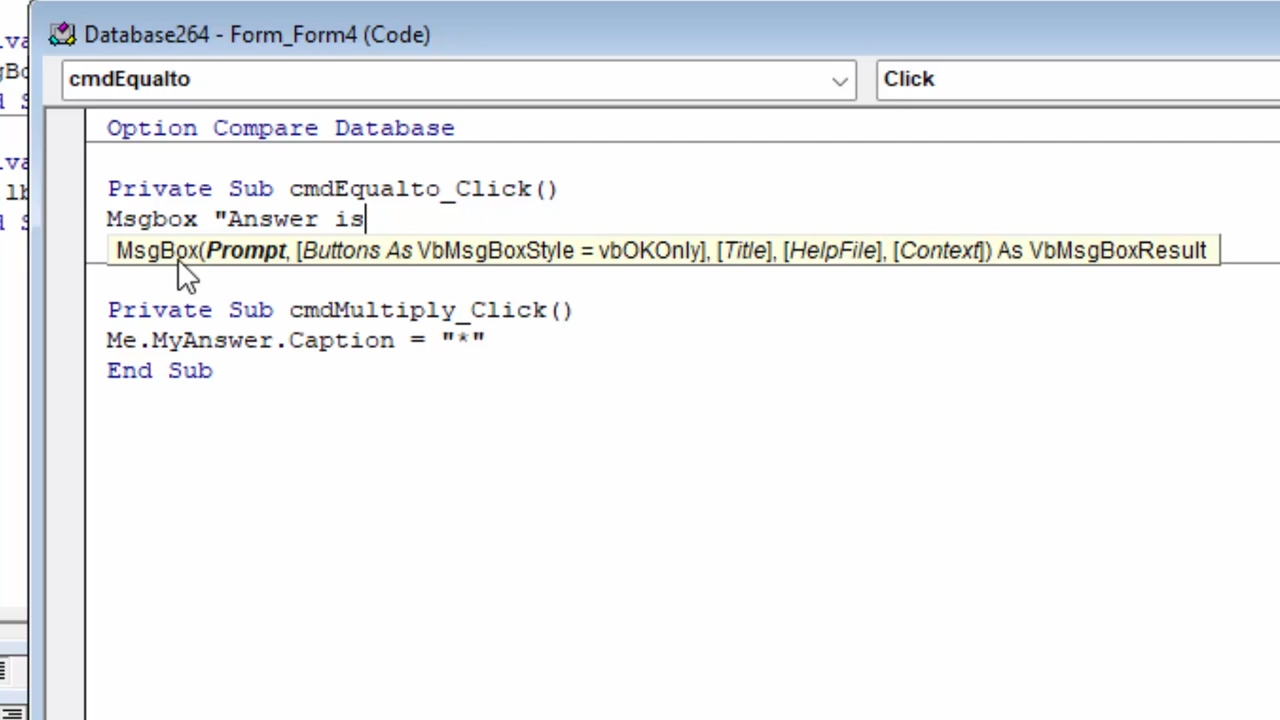 Database264 - Form_Form4 (Code)
cmdEqualto
Click
Option Compare Database
Private Sub cmdEqualto_Click()
Msgbox "Answer is
MsgBox(Prompt, [Buttons As VbMsgBoxStyle = vbOKOnly], [Title], [HelpFile], [Context]) As VbMsgBoxResult
Private Sub cmdMultiply_Click()
Me.MyAnswer.Caption = "*"
End Sub